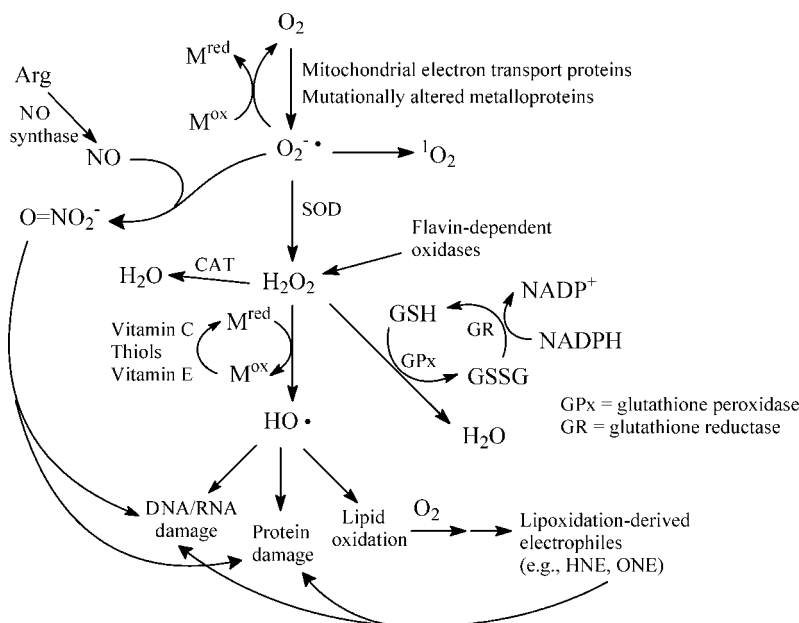 O₂
Mʳᵉᵈ
Mitochondrial electron transport proteins
Mutationally altered metalloproteins
Mᵒˣ
Arg
NO
synthase
NO
O₂⁻•
¹O₂
O=NO₂⁻
SOD
Flavin-dependent
oxidases
H₂O
CAT
H₂O₂
NADP⁺
GSH
GR
NADPH
Vitamin C
Thiols
Vitamin E
Mʳᵉᵈ
Mᵒˣ
GPx
GSSG
GPx = glutathione peroxidase
GR = glutathione reductase
HO•
H₂O
DNA/RNA
damage
Protein
damage
Lipid
oxidation
O₂
Lipoxidation-derived
electrophiles
(e.g., HNE, ONE)